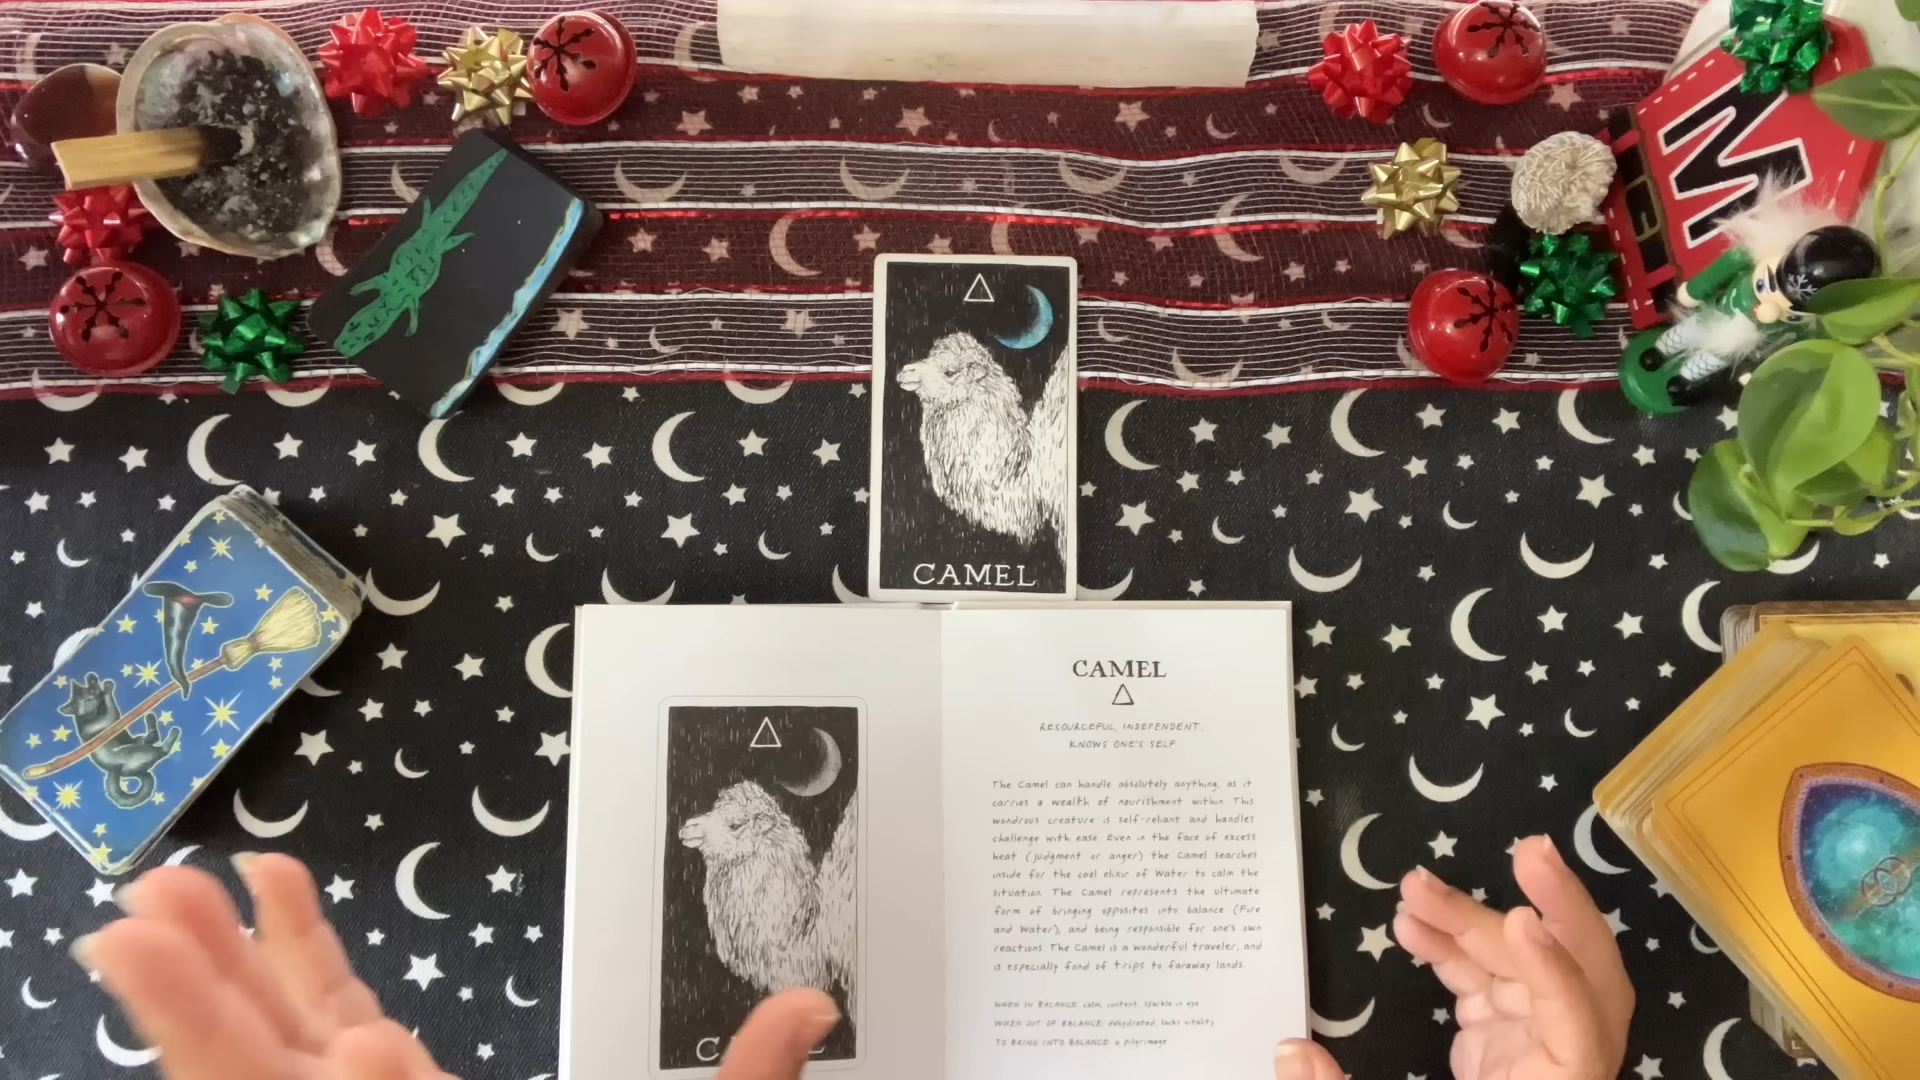 M
CAMEL
CAMEL
RESOURCEFUL, INDEPENDENT,
KNOWS ONE'S SELF
The Camel can handle absolutely anything, as it
carries a wealth of nourishment within. This
wondrous creature is self-reliant and handles
challenge with ease. Even in the face of excess
heat (judgment or anger) the Camel searches
inside for the cool elixir of Water to calm the
situation. The Camel represents the ultimate
form of bringing opposites into balance (Fire
and Water), and being responsible for one's own
reactions. The Camel is a wonderful traveler, and
is especially fond of trips to faraway lands.
WHEN IN BALANCE: calm, content, sparkle in eye
WHEN OUT OF BALANCE: dehydrated, lacks vitality
TO BRING INTO BALANCE: a pilgrimage